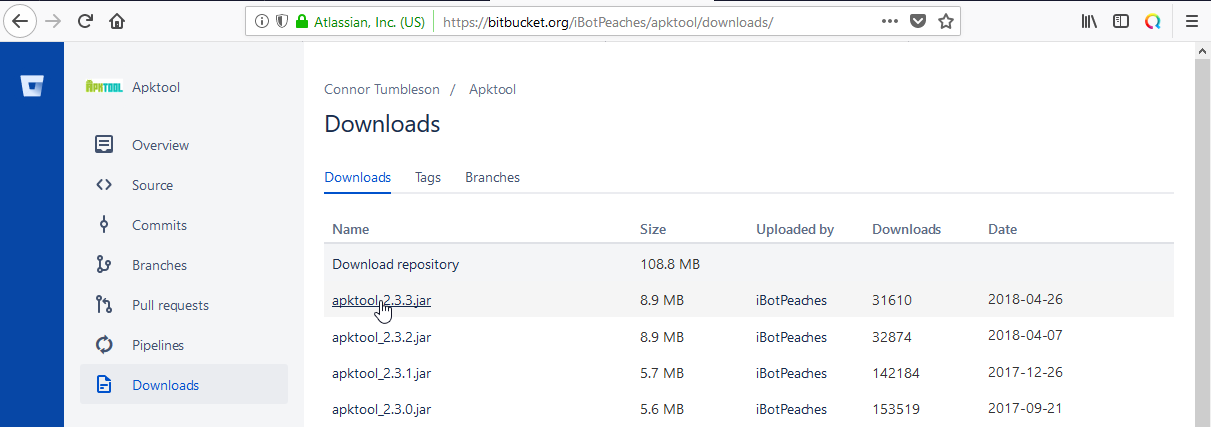 Atlassian, Inc. (US) https://bitbucket.org/iBotPeaches/apktool/downloads/
APKTOOL Apktool
Overview
Source
Commits
Branches
Pull requests
Pipelines
Downloads
Connor Tumbleson / Apktool
Downloads
Downloads Tags Branches
Name Size Uploaded by Downloads Date
Download repository 108.8 MB
apktool_2.3.3.jar 8.9 MB iBotPeaches 31610 2018-04-26
apktool_2.3.2.jar 8.9 MB iBotPeaches 32874 2018-04-07
apktool_2.3.1.jar 5.7 MB iBotPeaches 142184 2017-12-26
apktool_2.3.0.jar 5.6 MB iBotPeaches 153519 2017-09-21